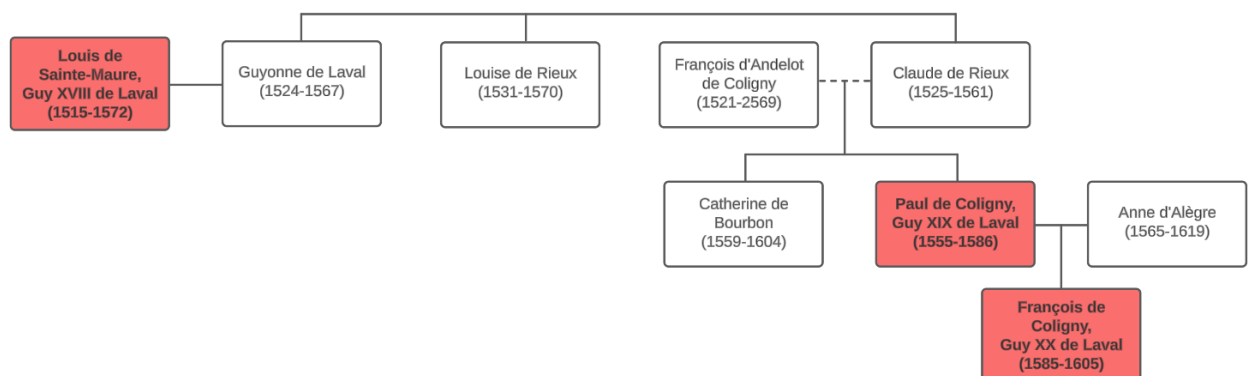 Louis de
Sainte-Maure,
Guy XVIII de Laval
(1515-1572)
Guyonne de Laval
(1524-1567)
Louise de Rieux
(1531-1570)
François d'Andelot
de Coligny
(1521-2569)
Claude de Rieux
(1525-1561)
Catherine de
Bourbon
(1559-1604)
Paul de Coligny,
Guy XIX de Laval
(1555-1586)
Anne d'Alègre
(1565-1619)
François de
Coligny,
Guy XX de Laval
(1585-1605)